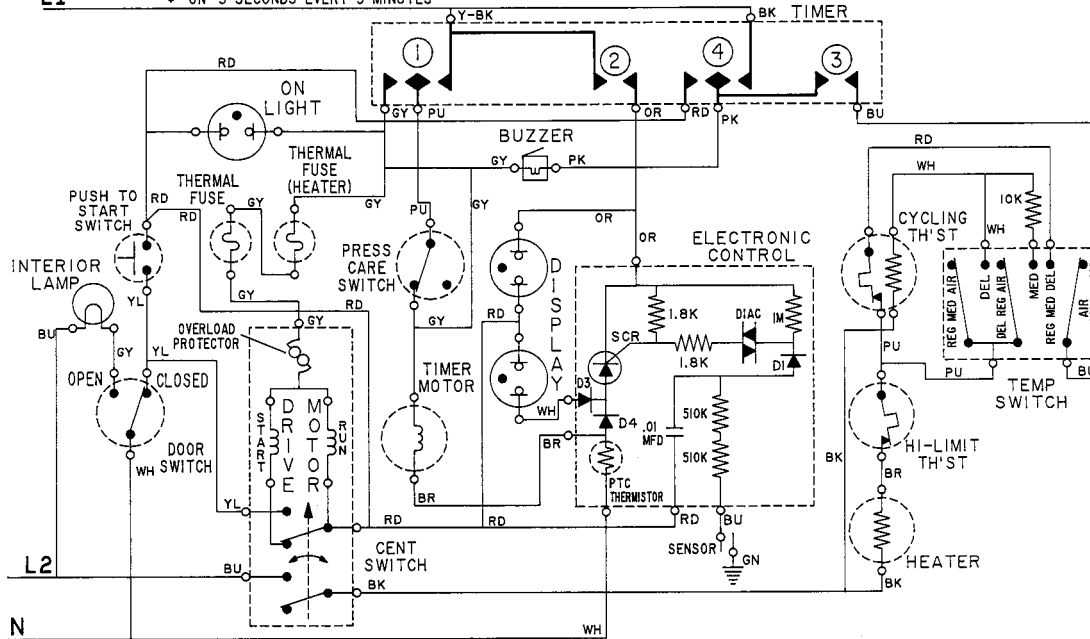 L1
+ ON 5 SECONDS EVERY 5 MINUTES
Y-BK
BK
TIMER
1
2
4
3
RD
ON
LIGHT
GY
PU
OR
RD
PK
BU
BUZZER
GY
PK
RD
WH
10K
THERMAL
FUSE
(HEATER)
THERMAL
FUSE
GY
GY
PUSH TO
START
SWITCH
RD
RD
PU
GY
OR
OR
CYCLING
TH'ST
WH
PRESS
CARE
SWITCH
DISPLAY
ELECTRONIC
CONTROL
INTERIOR
LAMP
YL
GY
GY
RD
1.8K
DIAC
1M
SCR
1.8K
D1
REG MED AIR
DEL
DEL REG AIR
MED
REG MED DEL
AIR
BU
GY
YL
OVERLOAD
PROTECTOR
GY
PU
PU
BU
TEMP
SWITCH
OPEN
CLOSED
TIMER
MOTOR
WH
D3
D4
510K
510K
.01
MFD
BR
BK
HI-LIMIT
TH'ST
DOOR
SWITCH
START
DRIVE
MOTOR
RUN
WH
BR
PTC
THERMISTOR
BR
YL
RD
RD
RD
BU
SENSOR
GN
HEATER
CENT
SWITCH
L2
BU
BK
BK
N
WH